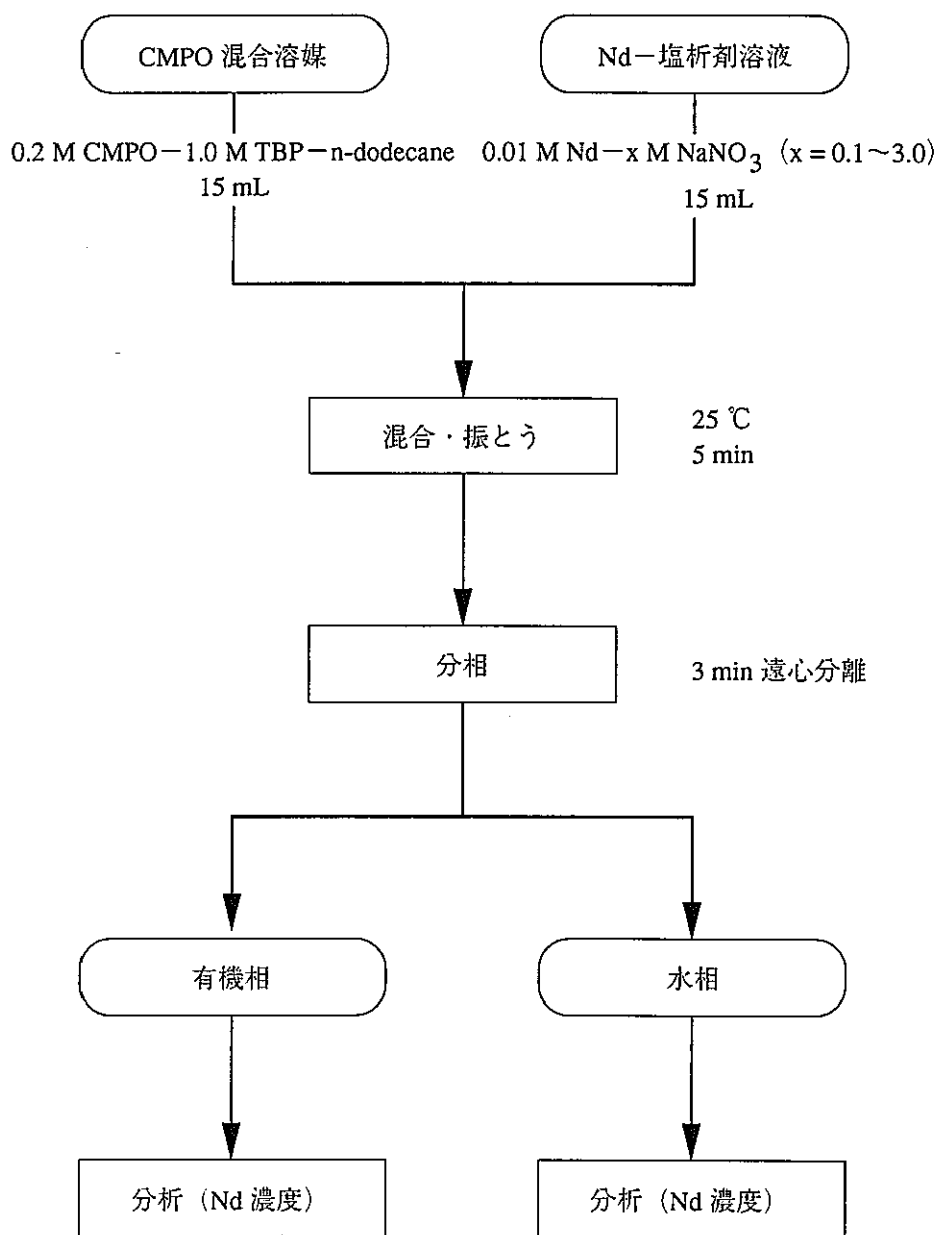 CMPO 混合溶媒
Nd－塩析剤溶液
0.2 M CMPO－1.0 M TBP－n-dodecane
15 mL
0.01 M Nd－x M NaNO₃ (x = 0.1～3.0)
15 mL
混合・振とう
25 ℃
5 min
分相
3 min 遠心分離
有機相
水相
分析（Nd 濃度）
分析（Nd 濃度）